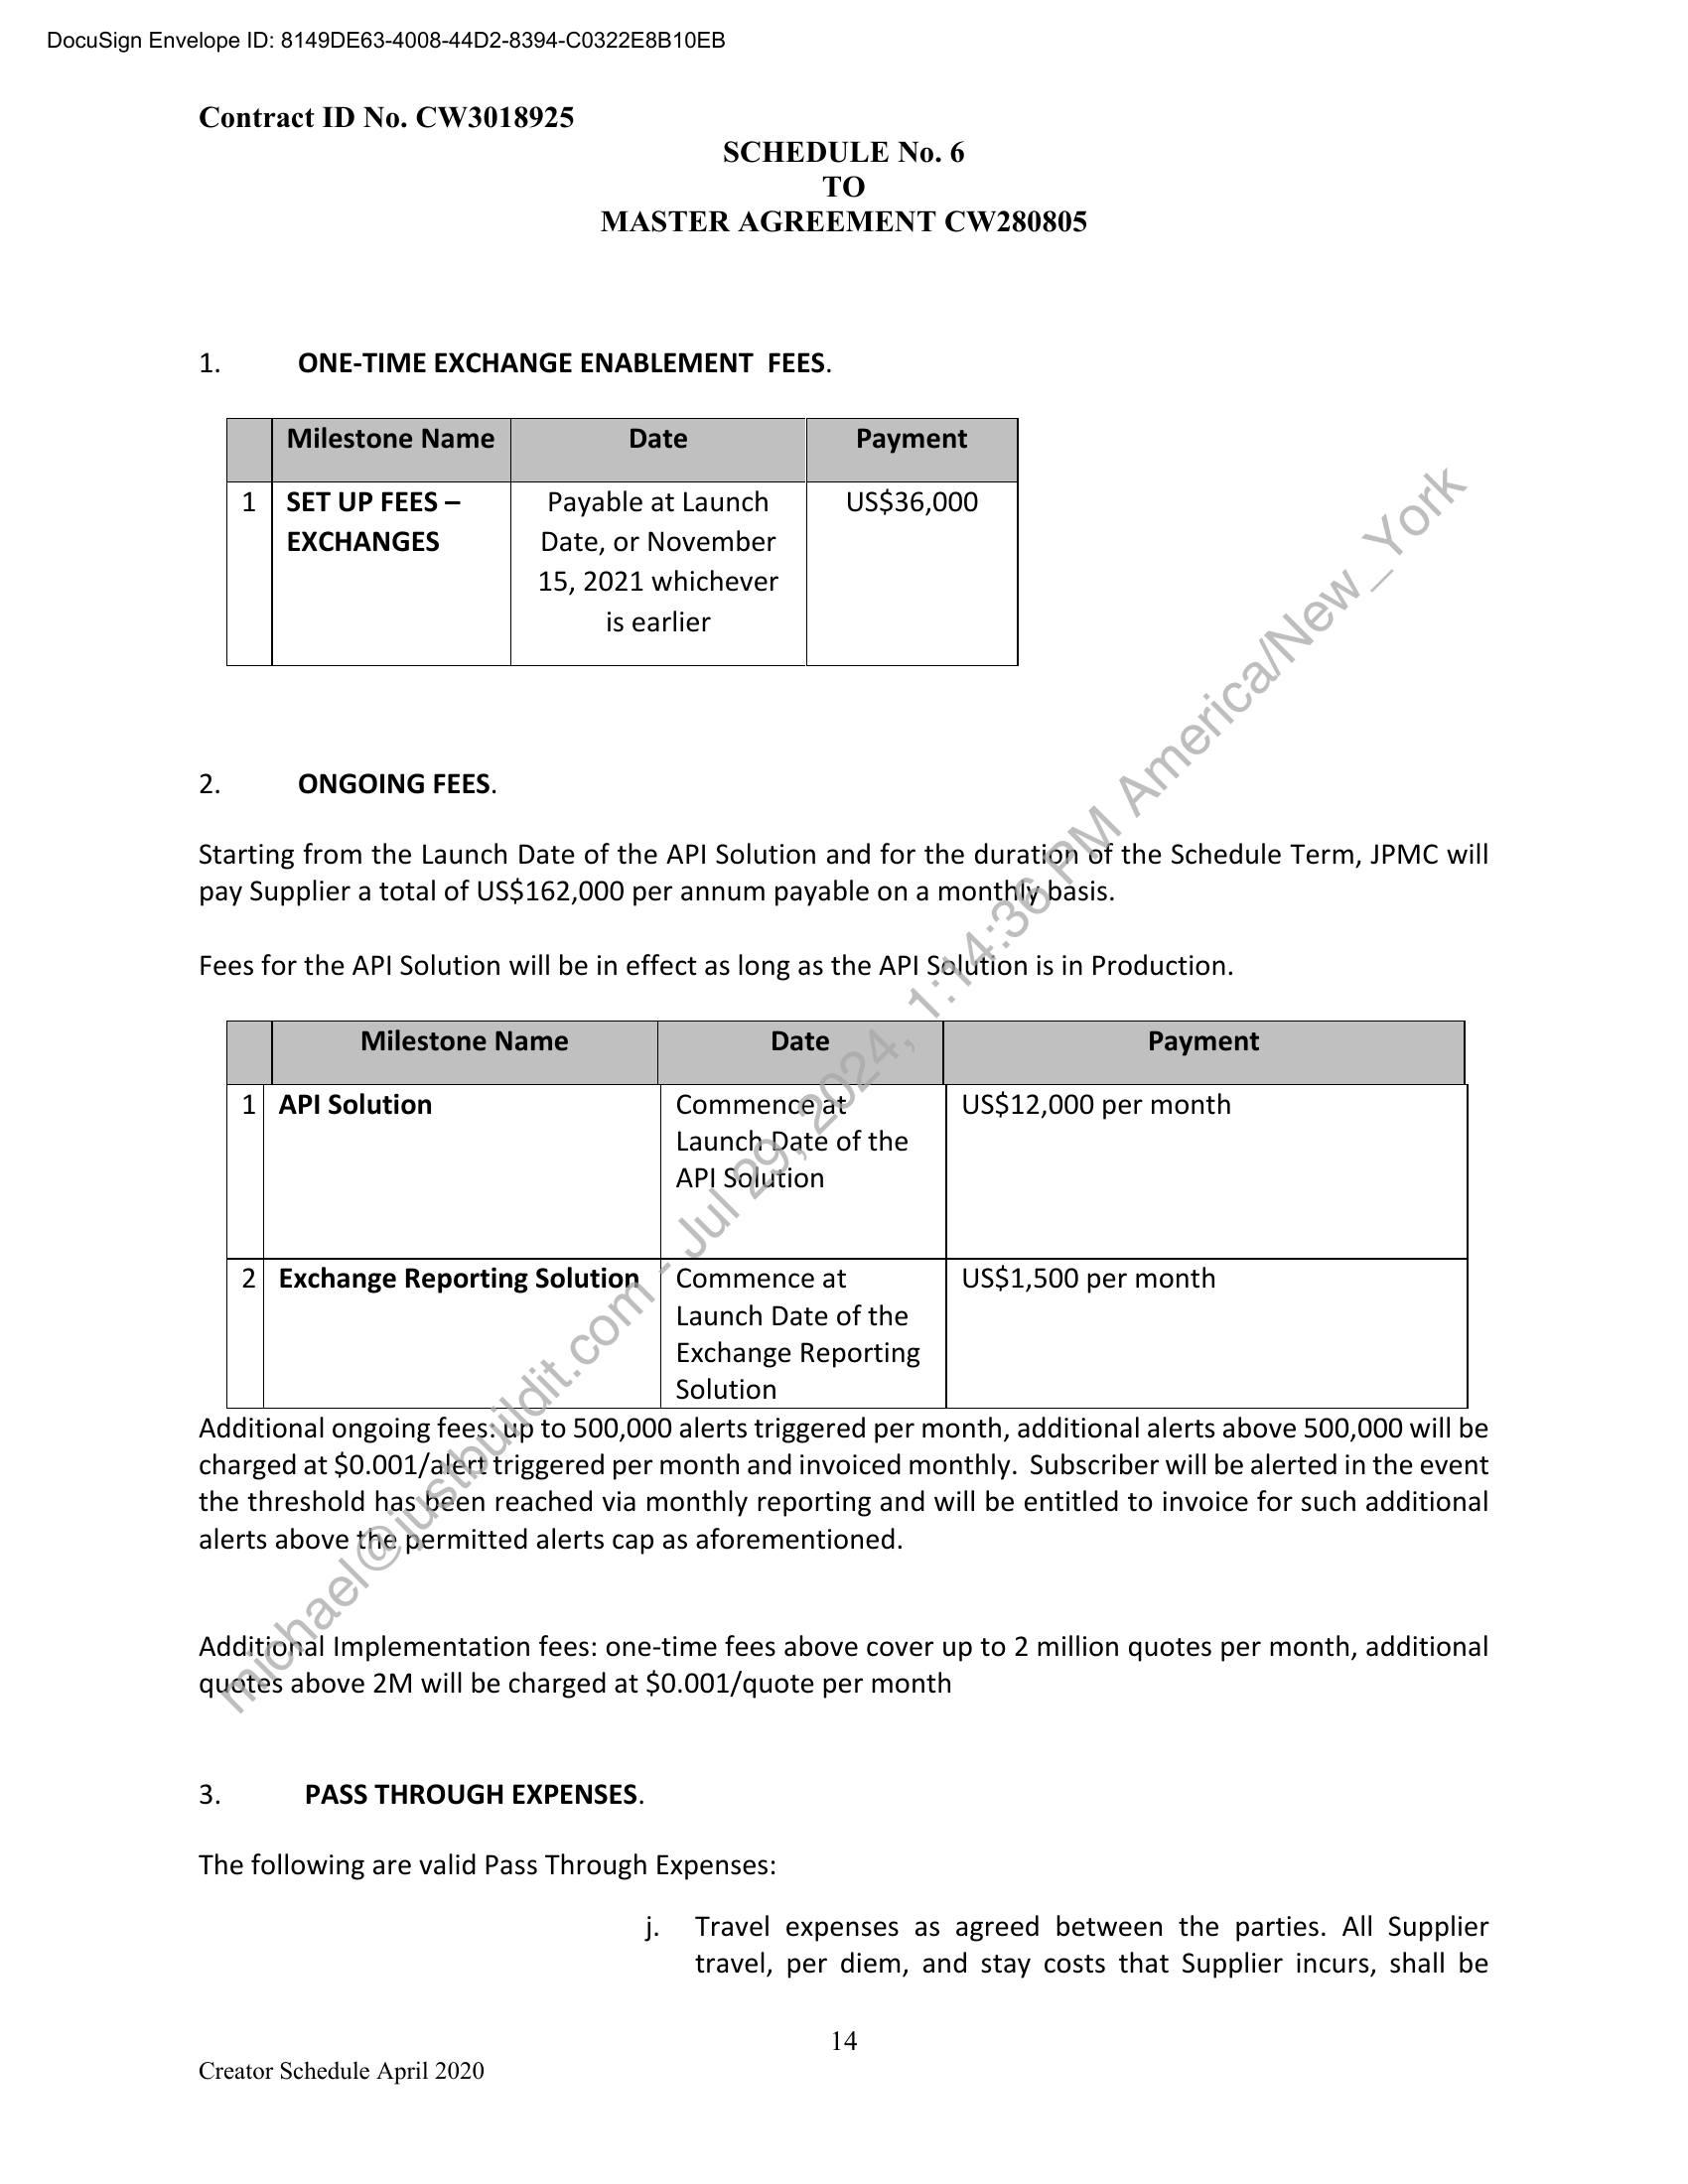 DocuSign Envelope ID: 8149DE63-4008-44D2-8394-C0322E8B10EB
Contract ID No. CW3018925
SCHEDULE No. 6
TO
MASTER AGREEMENT CW280805
1. ONE-TIME EXCHANGE ENABLEMENT FEES.
Milestone Name Date Payment
1 SET UP FEES – Payable at Launch US$36,000
EXCHANGES Date, or November
15, 2021 whichever
is earlier
2. ONGOING FEES.
Starting from the Launch Date of the API Solution and for the duration of the Schedule Term, JPMC will
pay Supplier a total of US$162,000 per annum payable on a monthly basis.
Fees for the API Solution will be in effect as long as the API Solution is in Production.
Milestone Name Date Payment
1 API Solution Commence at US$12,000 per month
Launch Date of the
API Solution
2 Exchange Reporting Solution Commence at US$1,500 per month
Launch Date of the
Exchange Reporting
Solution
Additional ongoing fees: up to 500,000 alerts triggered per month, additional alerts above 500,000 will be
charged at $0.001/alert triggered per month and invoiced monthly. Subscriber will be alerted in the event
the threshold has been reached via monthly reporting and will be entitled to invoice for such additional
alerts above the permitted alerts cap as aforementioned.
Additional Implementation fees: one-time fees above cover up to 2 million quotes per month, additional
quotes above 2M will be charged at $0.001/quote per month
3. PASS THROUGH EXPENSES.
The following are valid Pass Through Expenses:
j. Travel expenses as agreed between the parties. All Supplier
travel, per diem, and stay costs that Supplier incurs, shall be
14
Creator Schedule April 2020
michael@justbuildit.com - Jul 29, 2024, 1:14:36 PM America/New_York